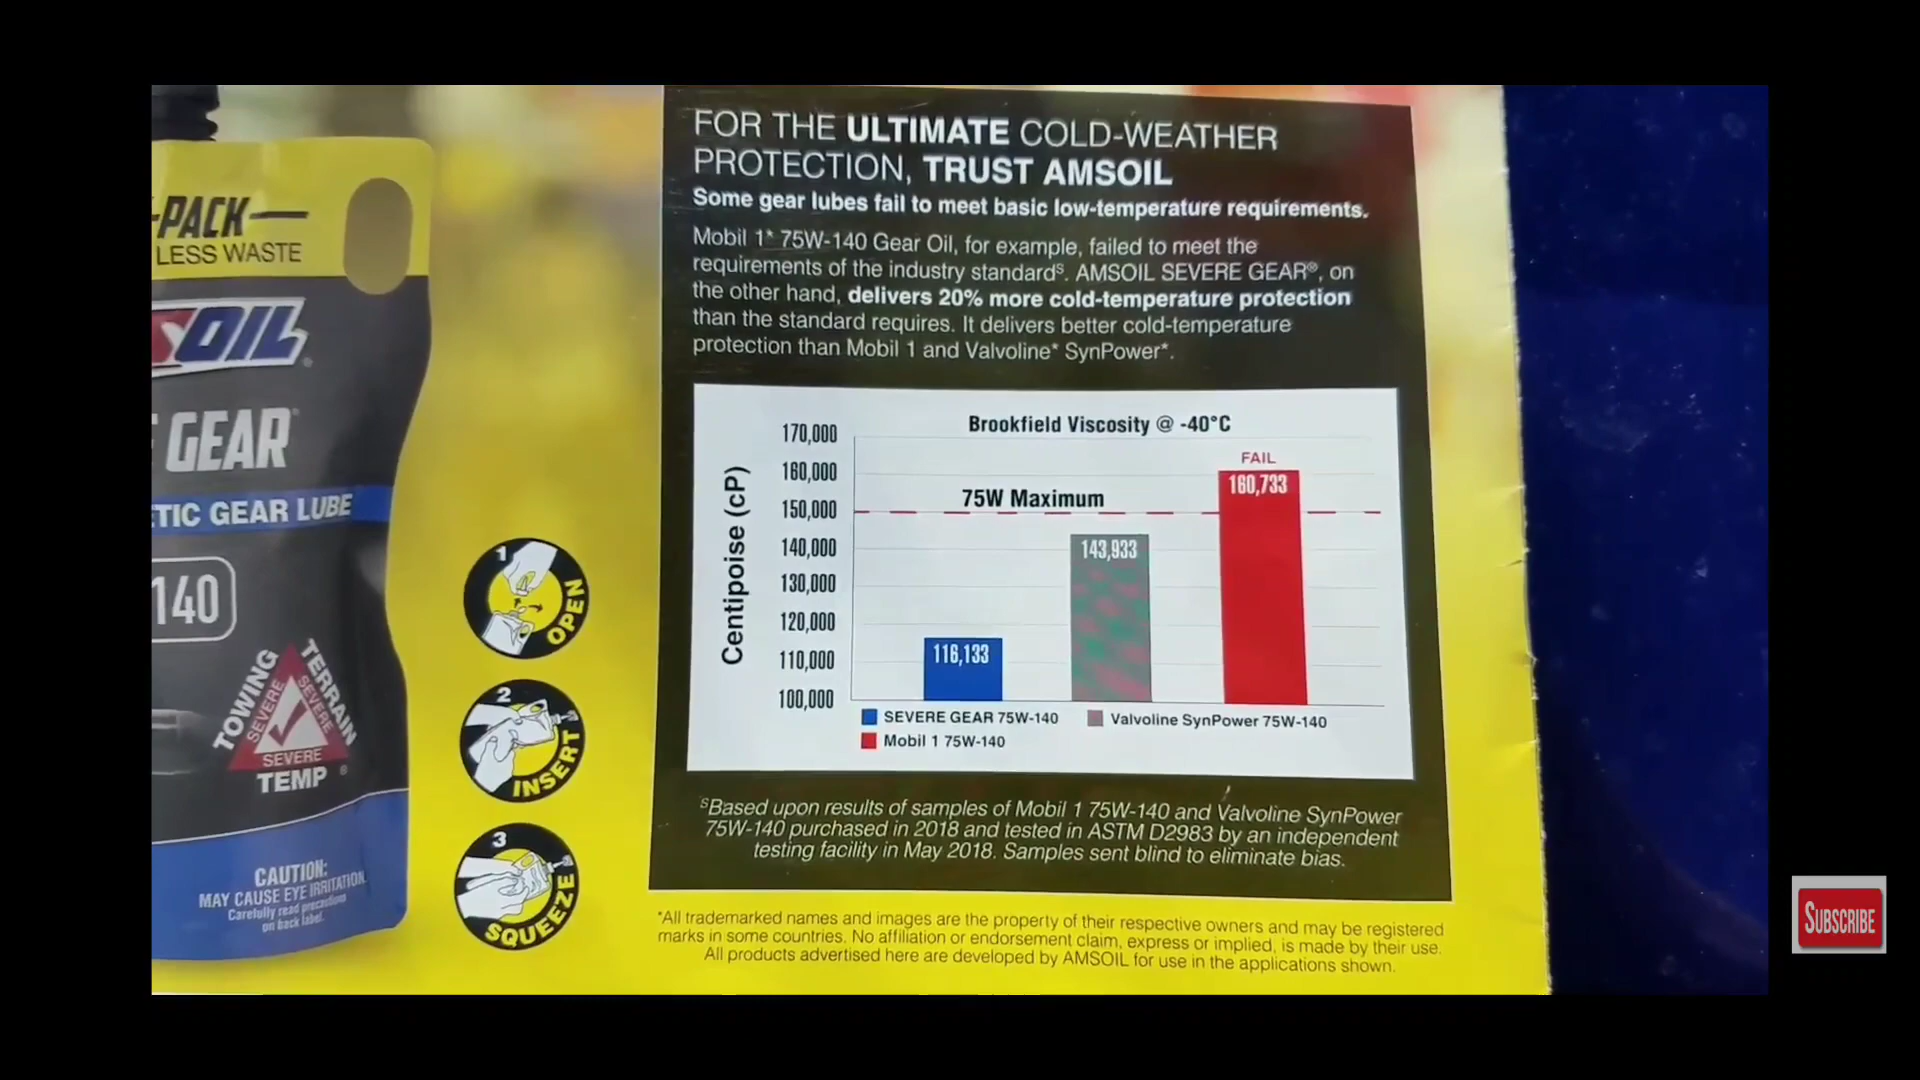 -PACK
LESS WASTE
SOIL
GEAR
TIC GEAR LUBE
140
TOWING
TERRAIN
SEVERE
SEVERE
SEVERE
TEMP
CAUTION:
MAY CAUSE EYE IRRITATION
Carefully read precautions
on back label.
1
OPEN
2
INSERT
3
SQUEEZE
FOR THE ULTIMATE COLD-WEATHER
PROTECTION, TRUST AMSOIL
Some gear lubes fail to meet basic low-temperature requirements.
Mobil 1* 75W-140 Gear Oil, for example, failed to meet the
requirements of the industry standardˢ. AMSOIL SEVERE GEAR®, on
the other hand, delivers 20% more cold-temperature protection
than the standard requires. It delivers better cold-temperature
protection than Mobil 1 and Valvoline* SynPower*.
Brookfield Viscosity @ -40°C
Centipoise (cP)
170,000
160,000
150,000
140,000
130,000
120,000
110,000
100,000
75W Maximum
FAIL
160,733
143,933
116,133
SEVERE GEAR 75W-140
Valvoline SynPower 75W-140
Mobil 1 75W-140
ˢBased upon results of samples of Mobil 1 75W-140 and Valvoline SynPower
75W-140 purchased in 2018 and tested in ASTM D2983 by an independent
testing facility in May 2018. Samples sent blind to eliminate bias.
*All trademarked names and images are the property of their respective owners and may be registered
marks in some countries. No affiliation or endorsement claim, express or implied, is made by their use.
All products advertised here are developed by AMSOIL for use in the applications shown.
SUBSCRIBE